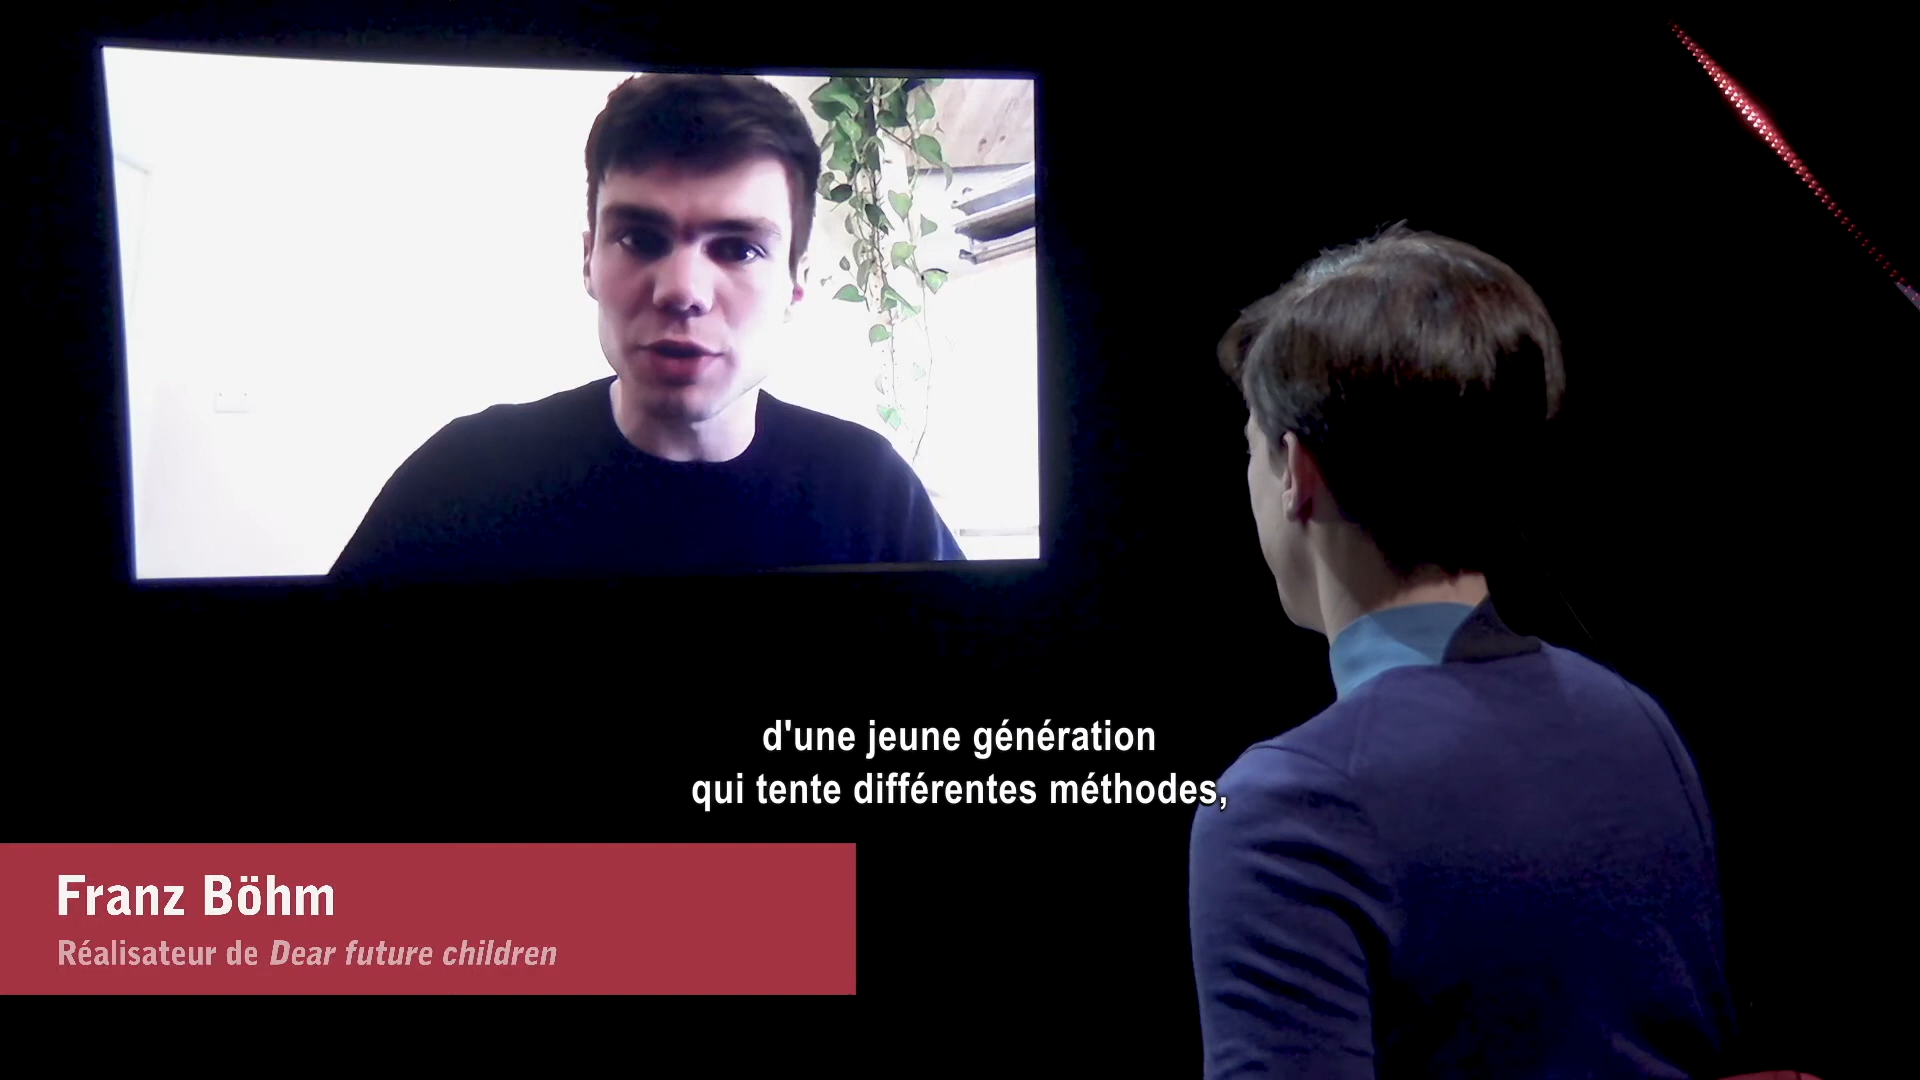 d'une jeune génération
qui tente différentes méthodes,
Franz Böhm
Réalisateur de Dear future children